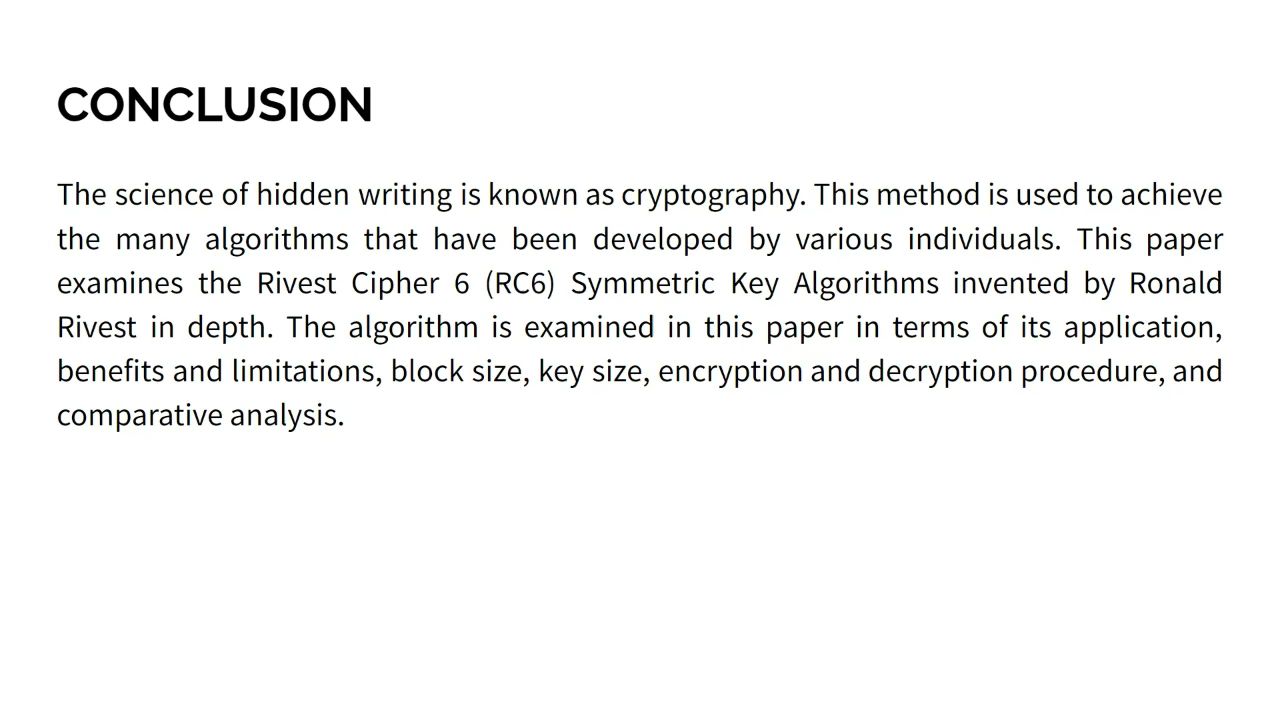 CONCLUSION
The science of hidden writing is known as cryptography. This method is used to achieve
the many algorithms that have been developed by various individuals. This paper
examines the Rivest Cipher 6 (RC6) Symmetric Key Algorithms invented by Ronald
Rivest in depth. The algorithm is examined in this paper in terms of its application,
benefits and limitations, block size, key size, encryption and decryption procedure, and
comparative analysis.